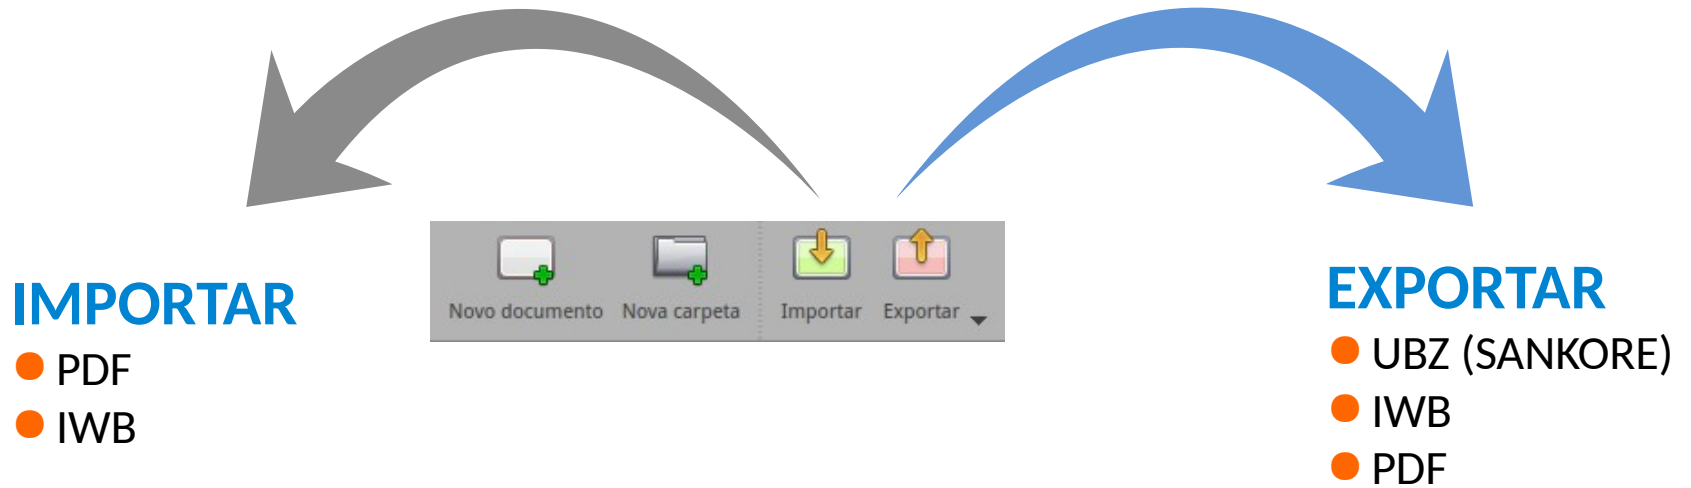 Novo documento Nova carpeta Importar Exportar
IMPORTAR
PDF
IWB
EXPORTAR
UBZ (SANKORE)
IWB
PDF